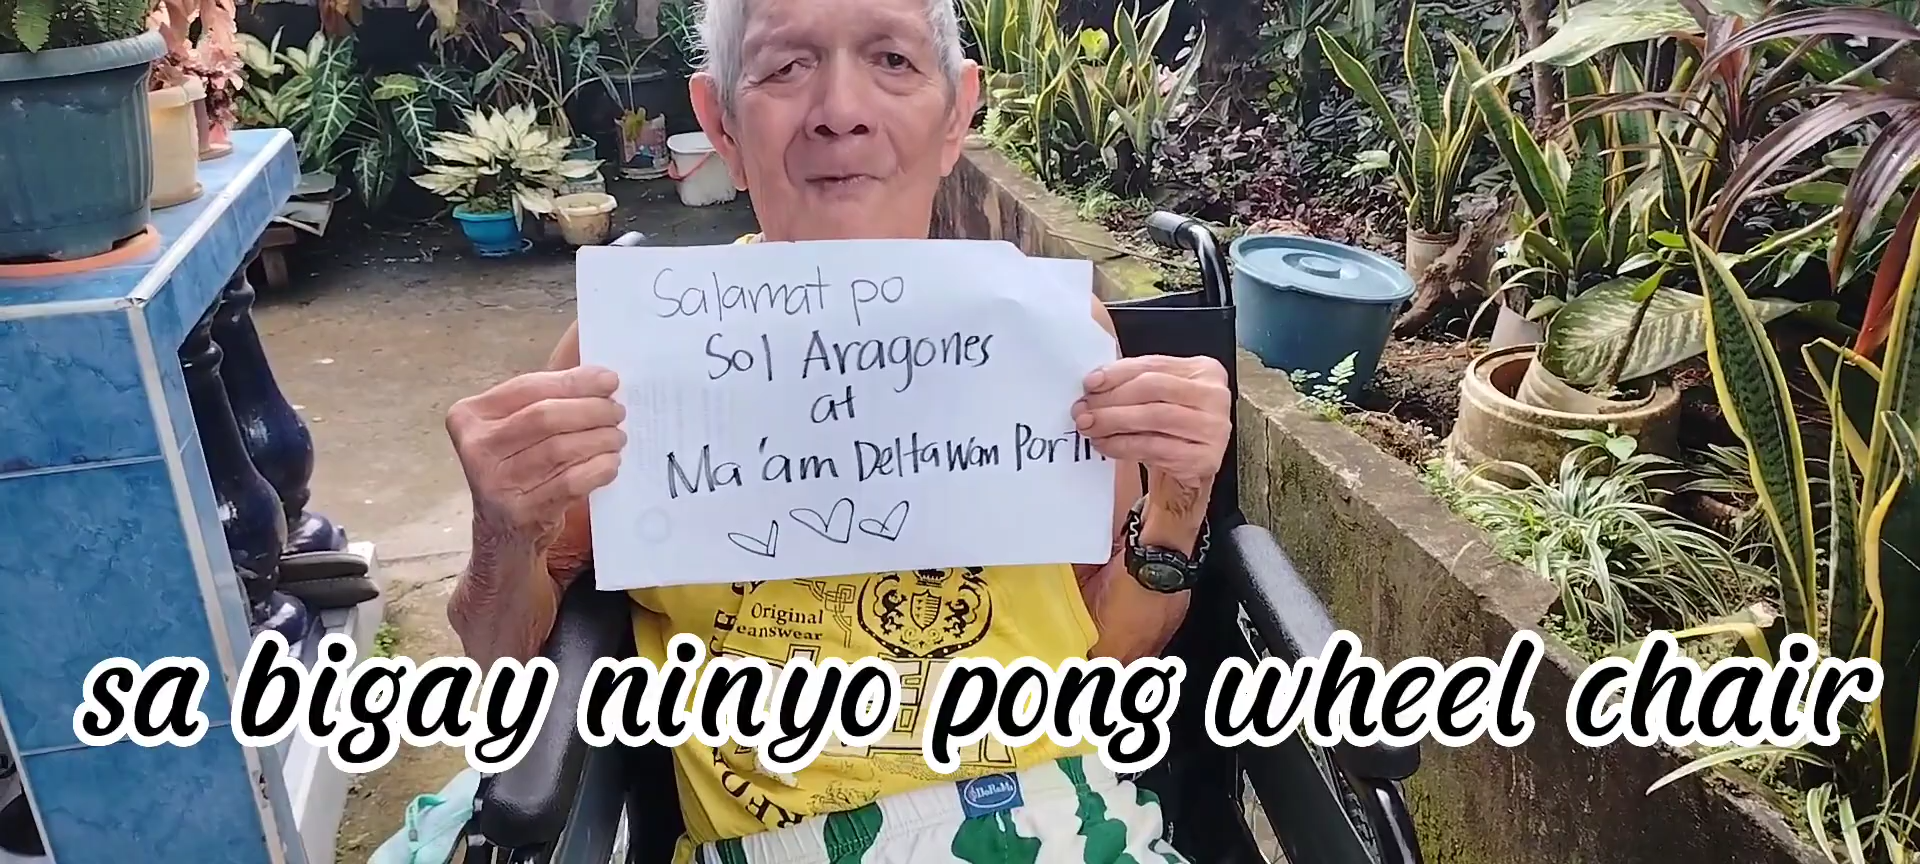 Salamat po
Sol Aragones
at
Ma'am Deltawan
Original
eanswear
sa bigay ninyo pong wheel chair